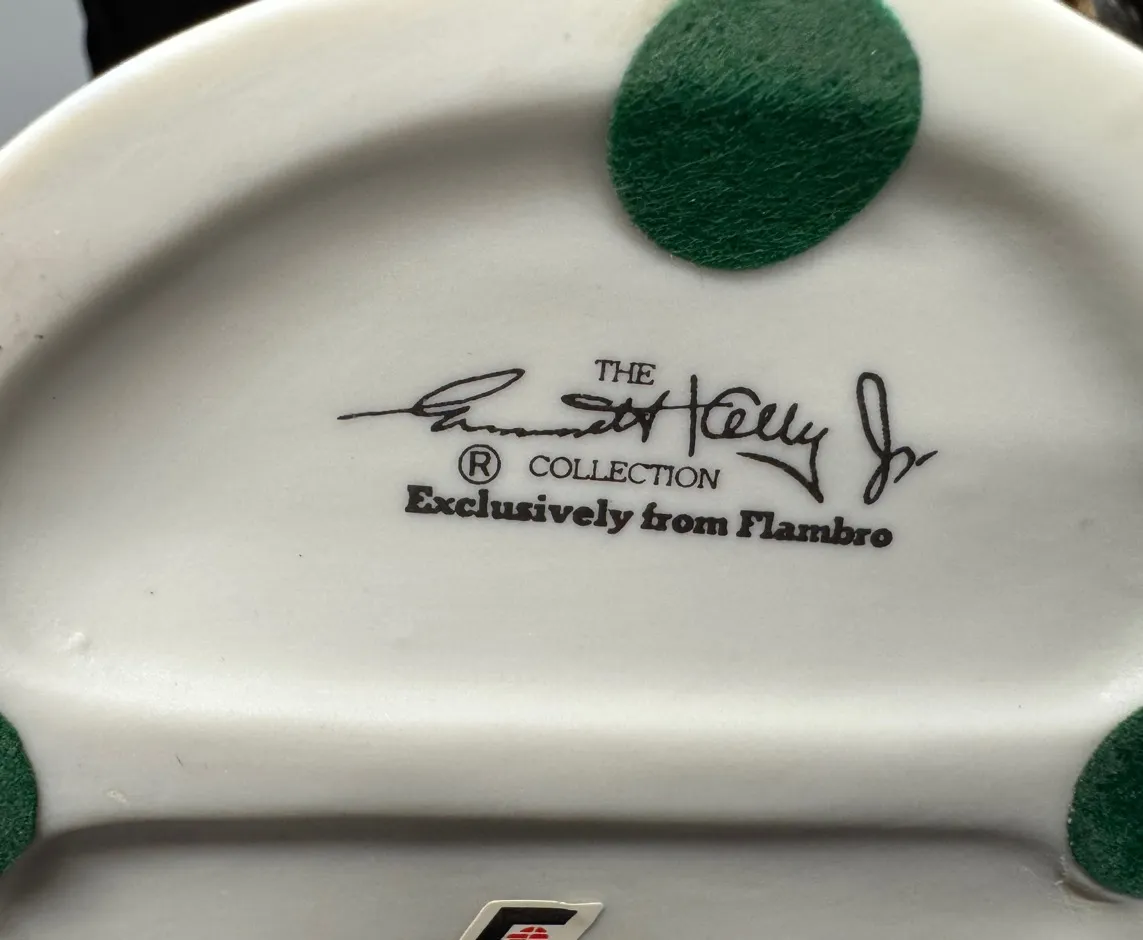 THE
Emmett Kelly Jr.
® COLLECTION
Exclusively from Flambro